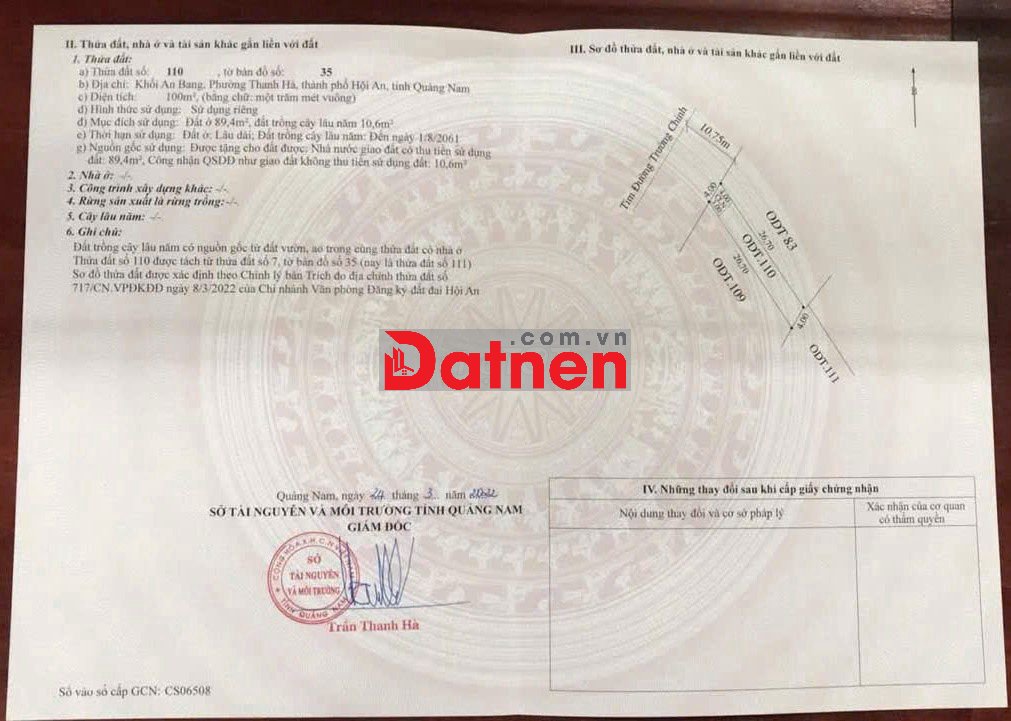 II. Thửa đất, nhà ở và tài sản khác gắn liền với đất
1. Thửa đất:
a) Thửa đất số: 110 , tờ bản đồ số: 35
b) Địa chỉ: Khối An Bang, Phường Thanh Hà, thành phố Hội An, tỉnh Quảng Nam
c) Diện tích: 100m², (bằng chữ: một trăm mét vuông)
d) Hình thức sử dụng: Sử dụng riêng
đ) Mục đích sử dụng: Đất ở 89,4m², đất trồng cây lâu năm 10,6m²
e) Thời hạn sử dụng: Đất ở: Lâu dài; Đất trồng cây lâu năm: Đến ngày 1/8/2061
g) Nguồn gốc sử dụng: Được tặng cho đất được; Nhà nước giao đất có thu tiền sử dụng
đất: 89,4m², Công nhận QSDĐ như giao đất không thu tiền sử dụng đất: 10,6m²
2. Nhà ở: -/-
3. Công trình xây dựng khác: -/-
4. Rừng sản xuất là rừng trồng:-/-
5. Cây lâu năm: -/-
6. Ghi chú:
Đất trồng cây lâu năm có nguồn gốc từ đất vườn, ao trong cùng thửa đất có nhà ở
Thửa đất số 110 được tách từ thửa đất số 7, tờ bản đồ số 35 (nay là thửa đất số 111)
Sơ đồ thửa đất được xác định theo Chỉnh lý bản Trích đo địa chính thửa đất số
717/CN.VPĐKĐĐ ngày 8/3/2022 của Chi nhánh Văn phòng Đăng ký đất đai Hội An
Quảng Nam, ngày 24 tháng 3 năm 2022
SỞ TÀI NGUYÊN VÀ MÔI TRƯỜNG TỈNH QUẢNG NAM
GIÁM ĐỐC
SỞ
TÀI NGUYÊN
VÀ MÔI TRƯỜNG
TỈNH QUẢNG NAM
Trần Thanh Hà
Số vào sổ cấp GCN: CS06508
III. Sơ đồ thửa đất, nhà ở và tài sản khác gắn liền với đất
B
Tim Đường Trường Chinh
10.75m
4.00
4.00
CLN
ODT 83
26.70
ODT.110
26.70
ODT.109
4.00
ODT.111
.com.vn
Datnen
IV. Những thay đổi sau khi cấp giấy chứng nhận
Nội dung thay đổi và cơ sở pháp lý
Xác nhận của cơ quan
có thẩm quyền